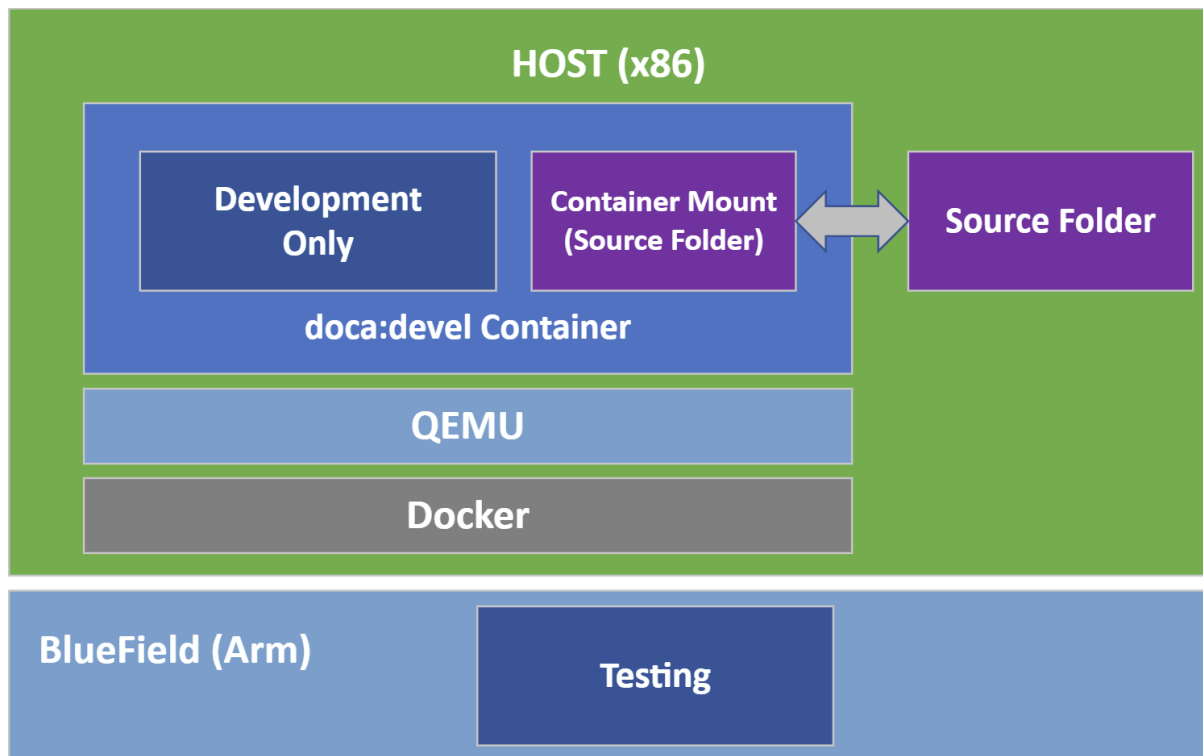 HOST (x86)
Development
Only
Container Mount
(Source Folder)
Source Folder
doca:devel Container
QEMU
Docker
BlueField (Arm)
Testing